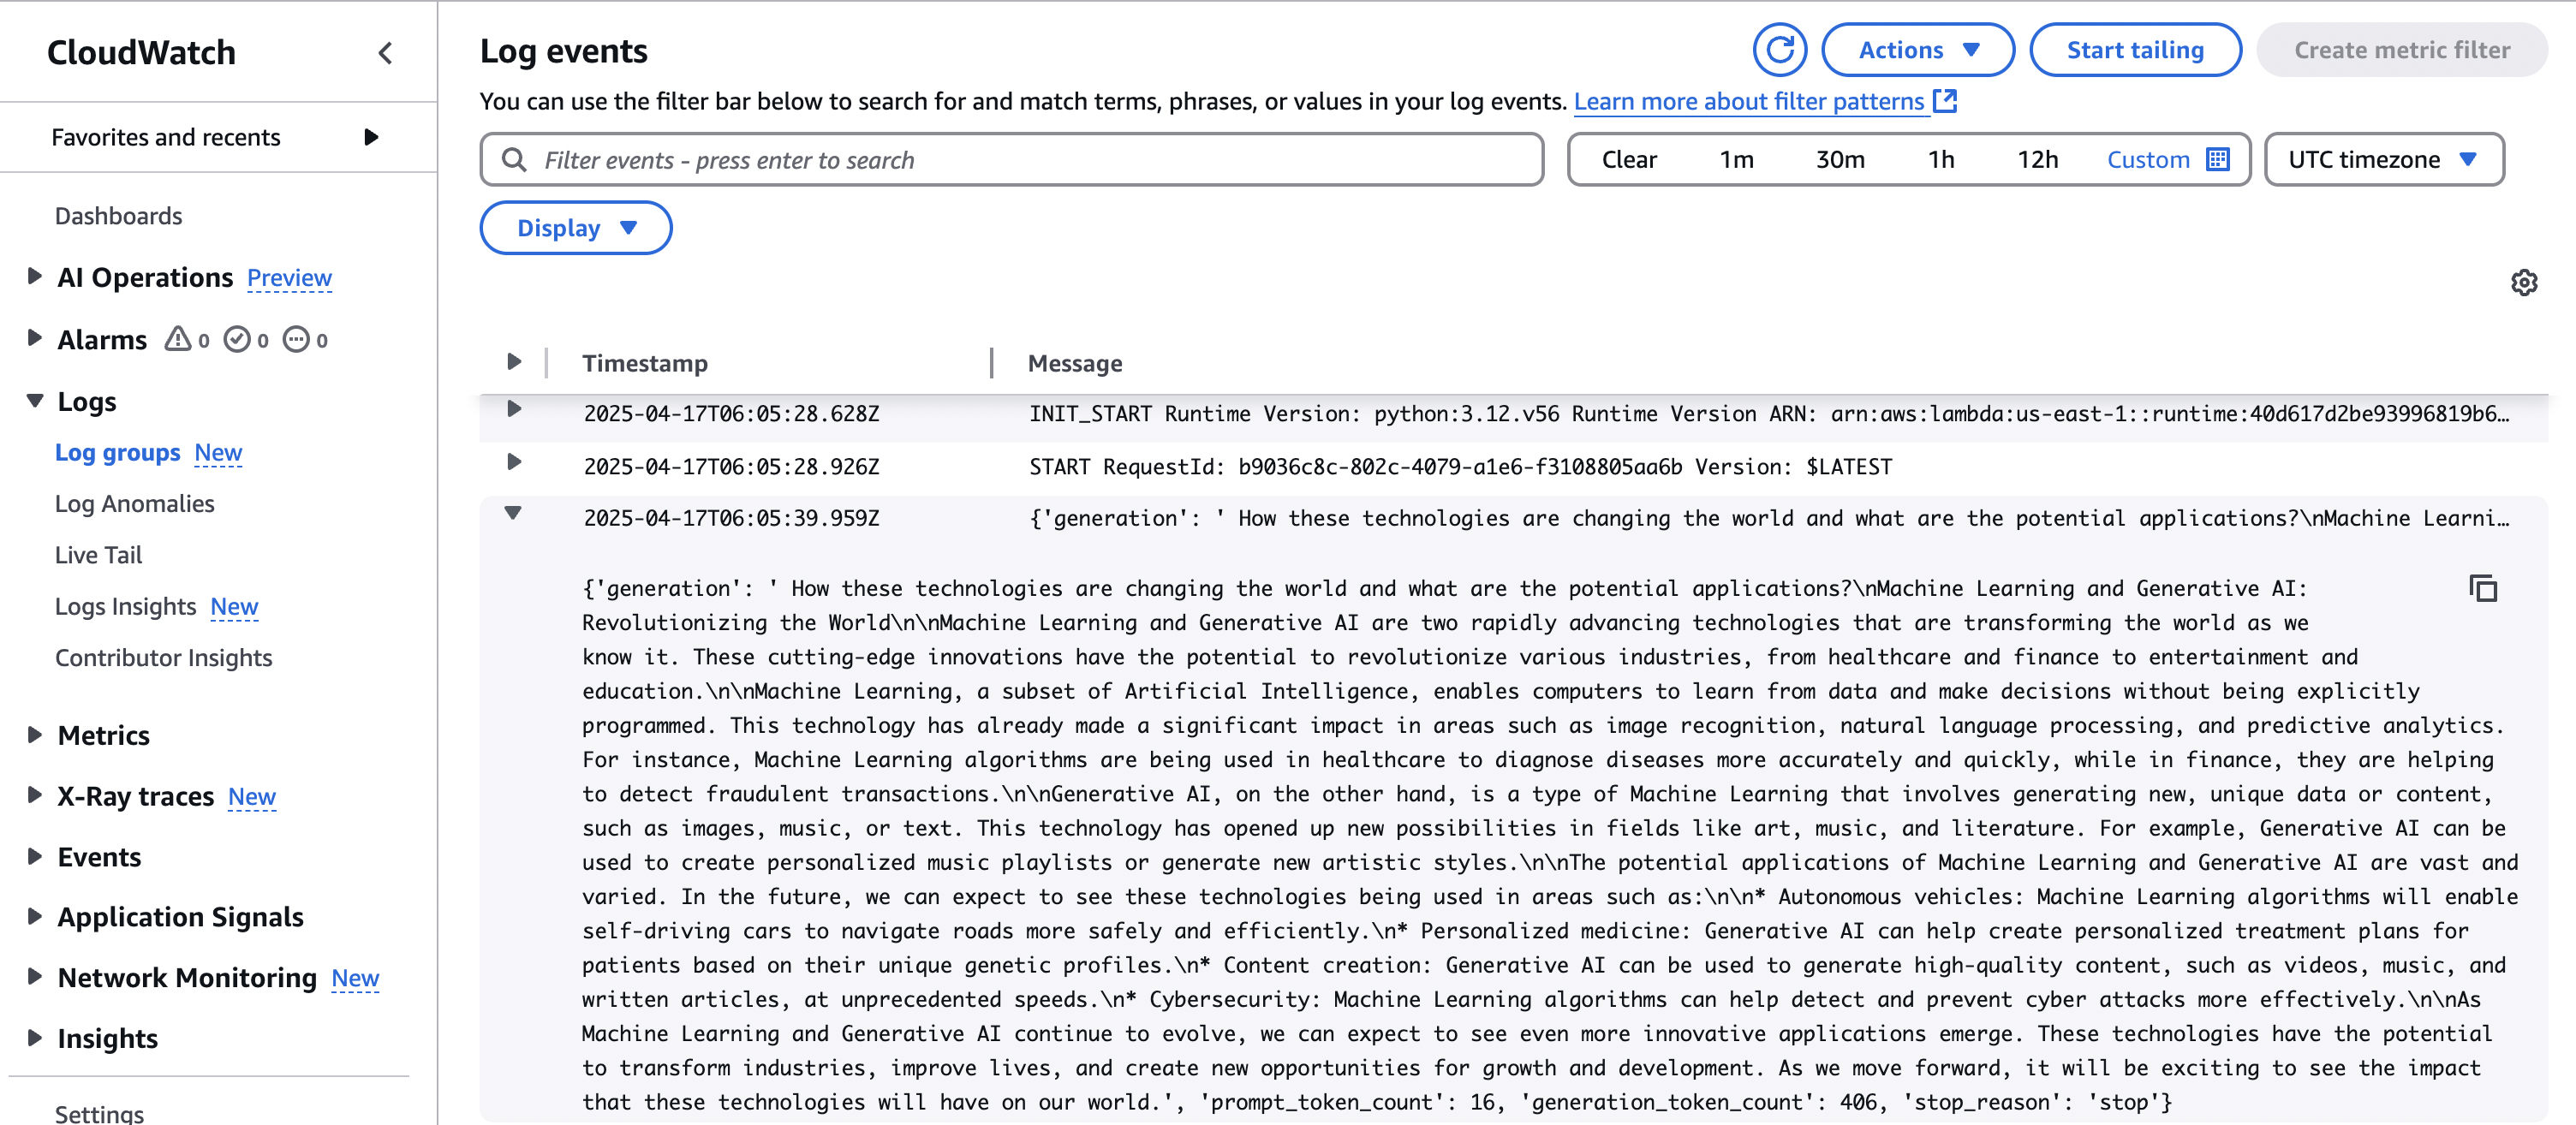 CloudWatch
Favorites and recents
Dashboards
AI Operations Preview
Alarms 0 0 0
Logs
Log groups New
Log Anomalies
Live Tail
Logs Insights New
Contributor Insights
Metrics
X-Ray traces New
Events
Application Signals
Network Monitoring New
Insights
Settings
Log events
Actions
Start tailing
Create metric filter
You can use the filter bar below to search for and match terms, phrases, or values in your log events. Learn more about filter patterns
Filter events - press enter to search
Clear 1m 30m 1h 12h Custom
UTC timezone
Display
Timestamp Message
2025-04-17T06:05:28.628Z INIT_START Runtime Version: python:3.12.v56 Runtime Version ARN: arn:aws:lambda:us-east-1::runtime:40d617d2be93996819b6…
2025-04-17T06:05:28.926Z START RequestId: b9036c8c-802c-4079-a1e6-f3108805aa6b Version: $LATEST
2025-04-17T06:05:39.959Z {'generation': ' How these technologies are changing the world and what are the potential applications?\nMachine Learni…
{'generation': ' How these technologies are changing the world and what are the potential applications?\nMachine Learning and Generative AI:
Revolutionizing the World\n\nMachine Learning and Generative AI are two rapidly advancing technologies that are transforming the world as we
know it. These cutting-edge innovations have the potential to revolutionize various industries, from healthcare and finance to entertainment and
education.\n\nMachine Learning, a subset of Artificial Intelligence, enables computers to learn from data and make decisions without being explicitly
programmed. This technology has already made a significant impact in areas such as image recognition, natural language processing, and predictive analytics.
For instance, Machine Learning algorithms are being used in healthcare to diagnose diseases more accurately and quickly, while in finance, they are helping
to detect fraudulent transactions.\n\nGenerative AI, on the other hand, is a type of Machine Learning that involves generating new, unique data or content,
such as images, music, or text. This technology has opened up new possibilities in fields like art, music, and literature. For example, Generative AI can be
used to create personalized music playlists or generate new artistic styles.\n\nThe potential applications of Machine Learning and Generative AI are vast and
varied. In the future, we can expect to see these technologies being used in areas such as:\n\n* Autonomous vehicles: Machine Learning algorithms will enable
self-driving cars to navigate roads more safely and efficiently.\n* Personalized medicine: Generative AI can help create personalized treatment plans for
patients based on their unique genetic profiles.\n* Content creation: Generative AI can be used to generate high-quality content, such as videos, music, and
written articles, at unprecedented speeds.\n* Cybersecurity: Machine Learning algorithms can help detect and prevent cyber attacks more effectively.\n\nAs
Machine Learning and Generative AI continue to evolve, we can expect to see even more innovative applications emerge. These technologies have the potential
to transform industries, improve lives, and create new opportunities for growth and development. As we move forward, it will be exciting to see the impact
that these technologies will have on our world.', 'prompt_token_count': 16, 'generation_token_count': 406, 'stop_reason': 'stop'}